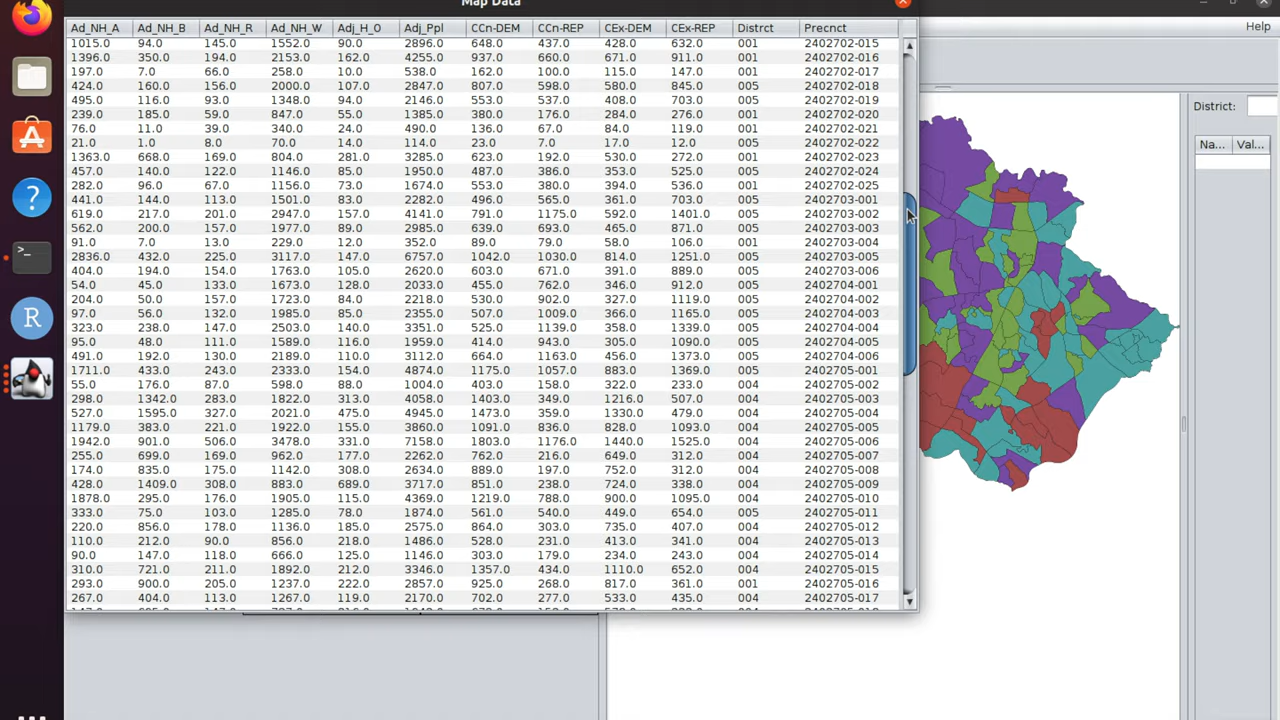 Map Data
Help
Ad_NH_A Ad_NH_B Ad_NH_R Ad_NH_W Adj_H_O Adj_Ppl CCn-DEM CCn-REP CEx-DEM CEx-REP Distrct Precnct
1015.0 94.0 145.0 1552.0 90.0 2896.0 648.0 437.0 428.0 632.0 001 2402702-015
1396.0 350.0 194.0 2153.0 162.0 4255.0 937.0 660.0 671.0 911.0 001 2402702-016
197.0 7.0 66.0 258.0 10.0 538.0 162.0 100.0 115.0 147.0 001 2402702-017
424.0 160.0 156.0 2000.0 107.0 2847.0 807.0 598.0 580.0 845.0 005 2402702-018
495.0 116.0 93.0 1348.0 94.0 2146.0 553.0 537.0 408.0 703.0 005 2402702-019
239.0 185.0 59.0 847.0 55.0 1385.0 380.0 176.0 284.0 276.0 001 2402702-020
76.0 11.0 39.0 340.0 24.0 490.0 136.0 67.0 84.0 119.0 001 2402702-021
21.0 1.0 8.0 70.0 14.0 114.0 23.0 7.0 17.0 12.0 005 2402702-022
1363.0 668.0 169.0 804.0 281.0 3285.0 623.0 192.0 530.0 272.0 001 2402702-023
457.0 140.0 122.0 1146.0 85.0 1950.0 487.0 386.0 353.0 525.0 005 2402702-024
282.0 96.0 67.0 1156.0 73.0 1674.0 553.0 380.0 394.0 536.0 001 2402702-025
441.0 144.0 113.0 1501.0 83.0 2282.0 496.0 565.0 361.0 703.0 005 2402703-001
619.0 217.0 201.0 2947.0 157.0 4141.0 791.0 1175.0 592.0 1401.0 005 2402703-002
562.0 200.0 157.0 1977.0 89.0 2985.0 639.0 693.0 465.0 871.0 005 2402703-003
91.0 7.0 13.0 229.0 12.0 352.0 89.0 79.0 58.0 106.0 001 2402703-004
2836.0 432.0 225.0 3117.0 147.0 6757.0 1042.0 1030.0 814.0 1251.0 005 2402703-005
404.0 194.0 154.0 1763.0 105.0 2620.0 603.0 671.0 391.0 889.0 005 2402703-006
54.0 45.0 133.0 1673.0 128.0 2033.0 455.0 762.0 346.0 912.0 005 2402704-001
204.0 50.0 157.0 1723.0 84.0 2218.0 530.0 902.0 327.0 1119.0 005 2402704-002
97.0 56.0 132.0 1985.0 85.0 2355.0 507.0 1009.0 366.0 1165.0 005 2402704-003
323.0 238.0 147.0 2503.0 140.0 3351.0 525.0 1139.0 358.0 1339.0 005 2402704-004
95.0 48.0 111.0 1589.0 116.0 1959.0 414.0 943.0 305.0 1090.0 005 2402704-005
491.0 192.0 130.0 2189.0 110.0 3112.0 664.0 1163.0 456.0 1373.0 005 2402704-006
1711.0 433.0 243.0 2333.0 154.0 4874.0 1175.0 1057.0 883.0 1369.0 005 2402705-001
55.0 176.0 87.0 598.0 88.0 1004.0 403.0 158.0 322.0 233.0 004 2402705-002
298.0 1342.0 283.0 1822.0 313.0 4058.0 1403.0 349.0 1216.0 507.0 004 2402705-003
527.0 1595.0 327.0 2021.0 475.0 4945.0 1473.0 359.0 1330.0 479.0 004 2402705-004
1179.0 383.0 221.0 1922.0 155.0 3860.0 1091.0 836.0 828.0 1093.0 004 2402705-005
1942.0 901.0 506.0 3478.0 331.0 7158.0 1803.0 1176.0 1440.0 1525.0 004 2402705-006
255.0 699.0 169.0 962.0 177.0 2262.0 762.0 216.0 649.0 312.0 004 2402705-007
174.0 835.0 175.0 1142.0 308.0 2634.0 889.0 197.0 752.0 312.0 004 2402705-008
428.0 1409.0 308.0 883.0 689.0 3717.0 851.0 238.0 724.0 338.0 004 2402705-009
1878.0 295.0 176.0 1905.0 115.0 4369.0 1219.0 788.0 900.0 1095.0 004 2402705-010
333.0 75.0 103.0 1285.0 78.0 1874.0 561.0 540.0 449.0 654.0 005 2402705-011
220.0 856.0 178.0 1136.0 185.0 2575.0 864.0 303.0 735.0 407.0 004 2402705-012
110.0 212.0 90.0 856.0 218.0 1486.0 528.0 231.0 413.0 341.0 004 2402705-013
90.0 147.0 118.0 666.0 125.0 1146.0 303.0 179.0 234.0 243.0 004 2402705-014
310.0 721.0 211.0 1892.0 212.0 3346.0 1357.0 434.0 1110.0 652.0 004 2402705-015
293.0 900.0 205.0 1237.0 222.0 2857.0 925.0 268.0 817.0 361.0 001 2402705-016
267.0 404.0 113.0 1267.0 119.0 2170.0 702.0 277.0 533.0 435.0 004 2402705-017
District:
Na... Val...
>_
?
R
A